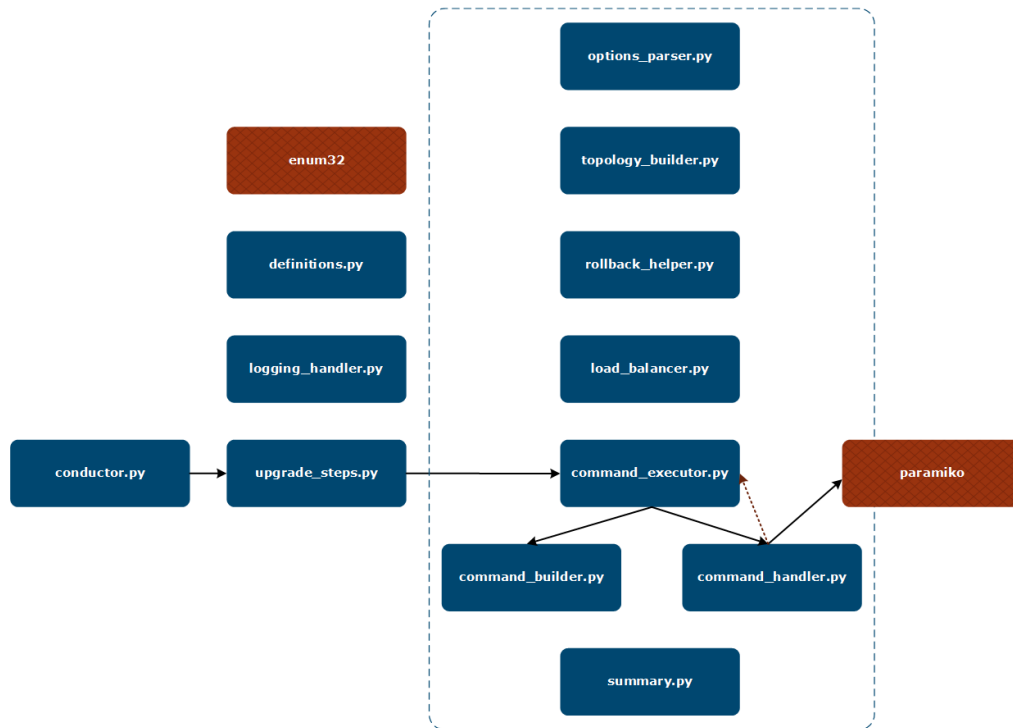 options_parser.py
enum32
topology_builder.py
definitions.py
rollback_helper.py
logging_handler.py
load_balancer.py
conductor.py
upgrade_steps.py
command_executor.py
paramiko
command_builder.py
command_handler.py
summary.py